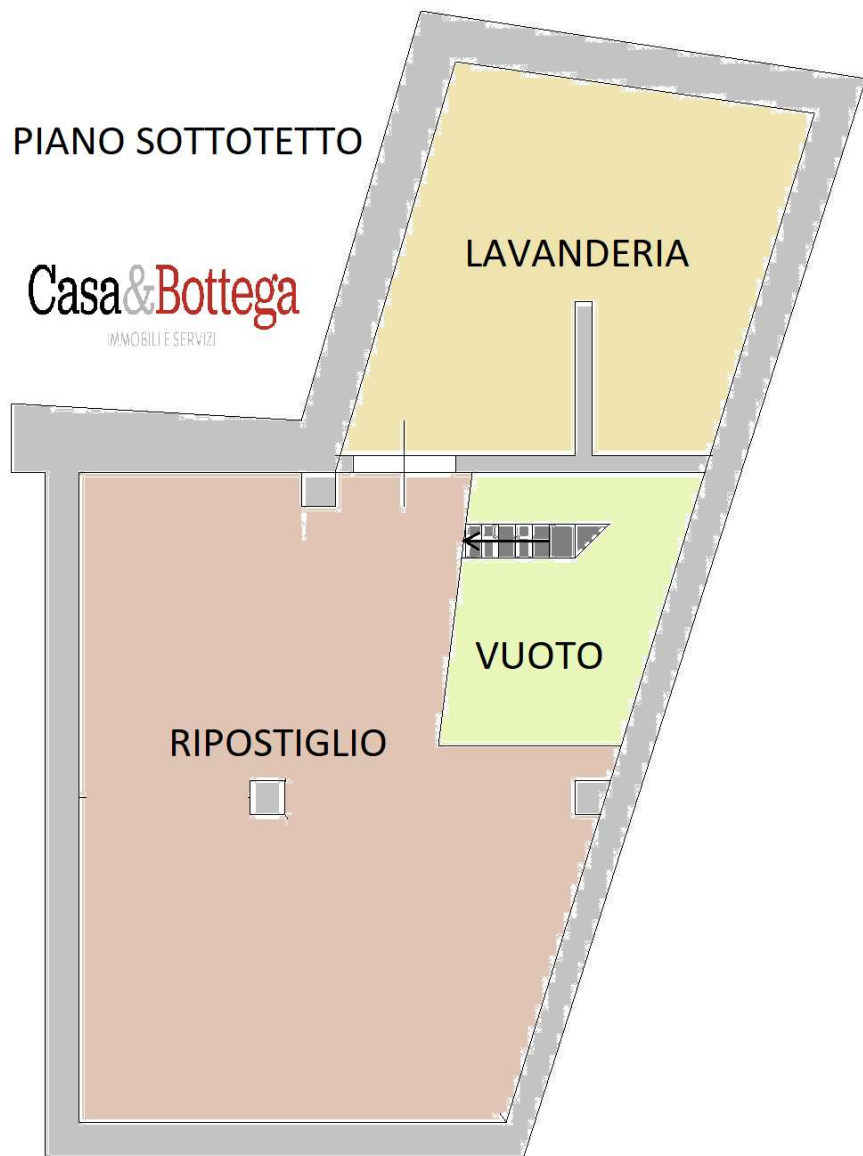 PIANO SOTTOTETTO
Casa&Bottega
IMMOBILI E SERVIZI
LAVANDERIA
VUOTO
RIPOSTIGLIO